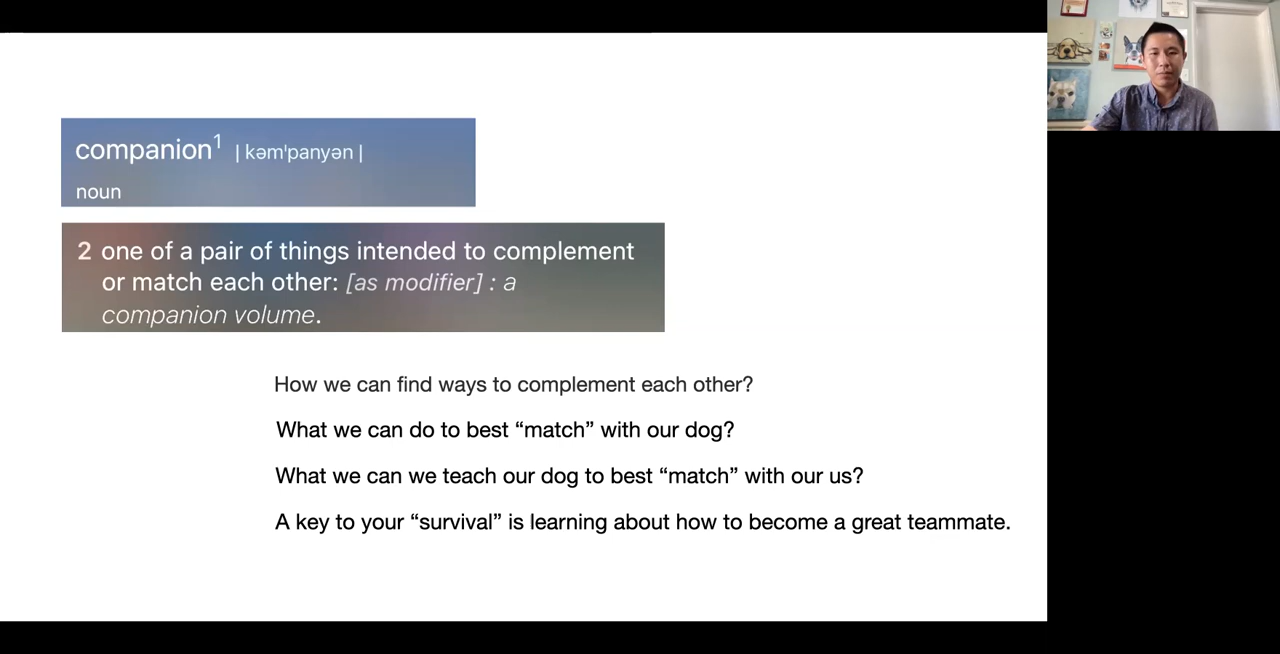 companion1 | kəm'panyən |
noun
2 one of a pair of things intended to complement
or match each other: [as modifier] : a
companion volume.
How we can find ways to complement each other?
What we can do to best “match” with our dog?
What we can we teach our dog to best “match” with our us?
A key to your “survival” is learning about how to become a great teammate.